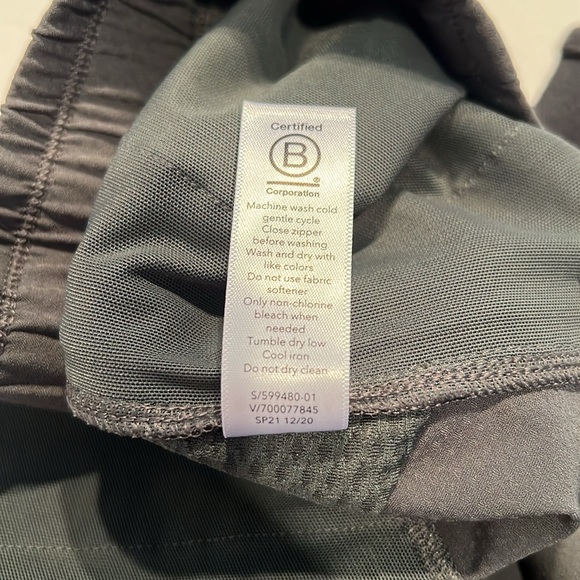 Certified
B
®
Corporation
Machine wash cold
gentle cycle
Close zipper
before washing
Wash and dry with
like colors
Do not use fabric
softener
Only non-chlorine
bleach when
needed
Tumble dry low
Cool iron
Do not dry clean
S/599480-01
V/700077845
SP21 12/20